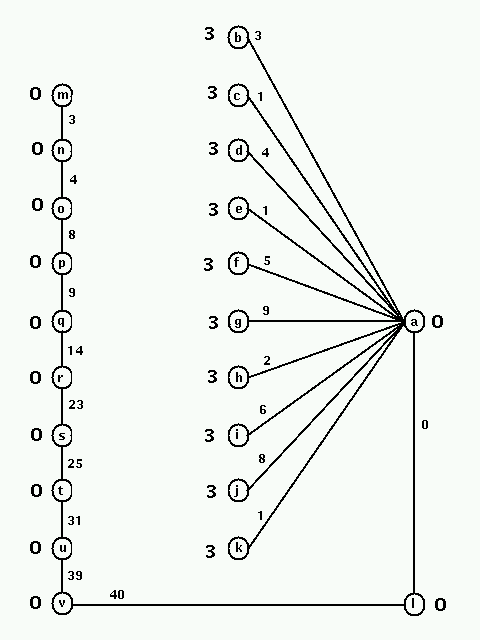 3 b 3
0 m 3 c 1
3
0 n 3 d 4
4
0 o 3 e 1
8
0 p 3 f 5
9
0 q 3 g 9 a 0
14
0 r 3 h 2
23 6
0 s 3 i 0
25 8
0 t 3 j
31 1
0 u 3 k
39
40
0 v l 0